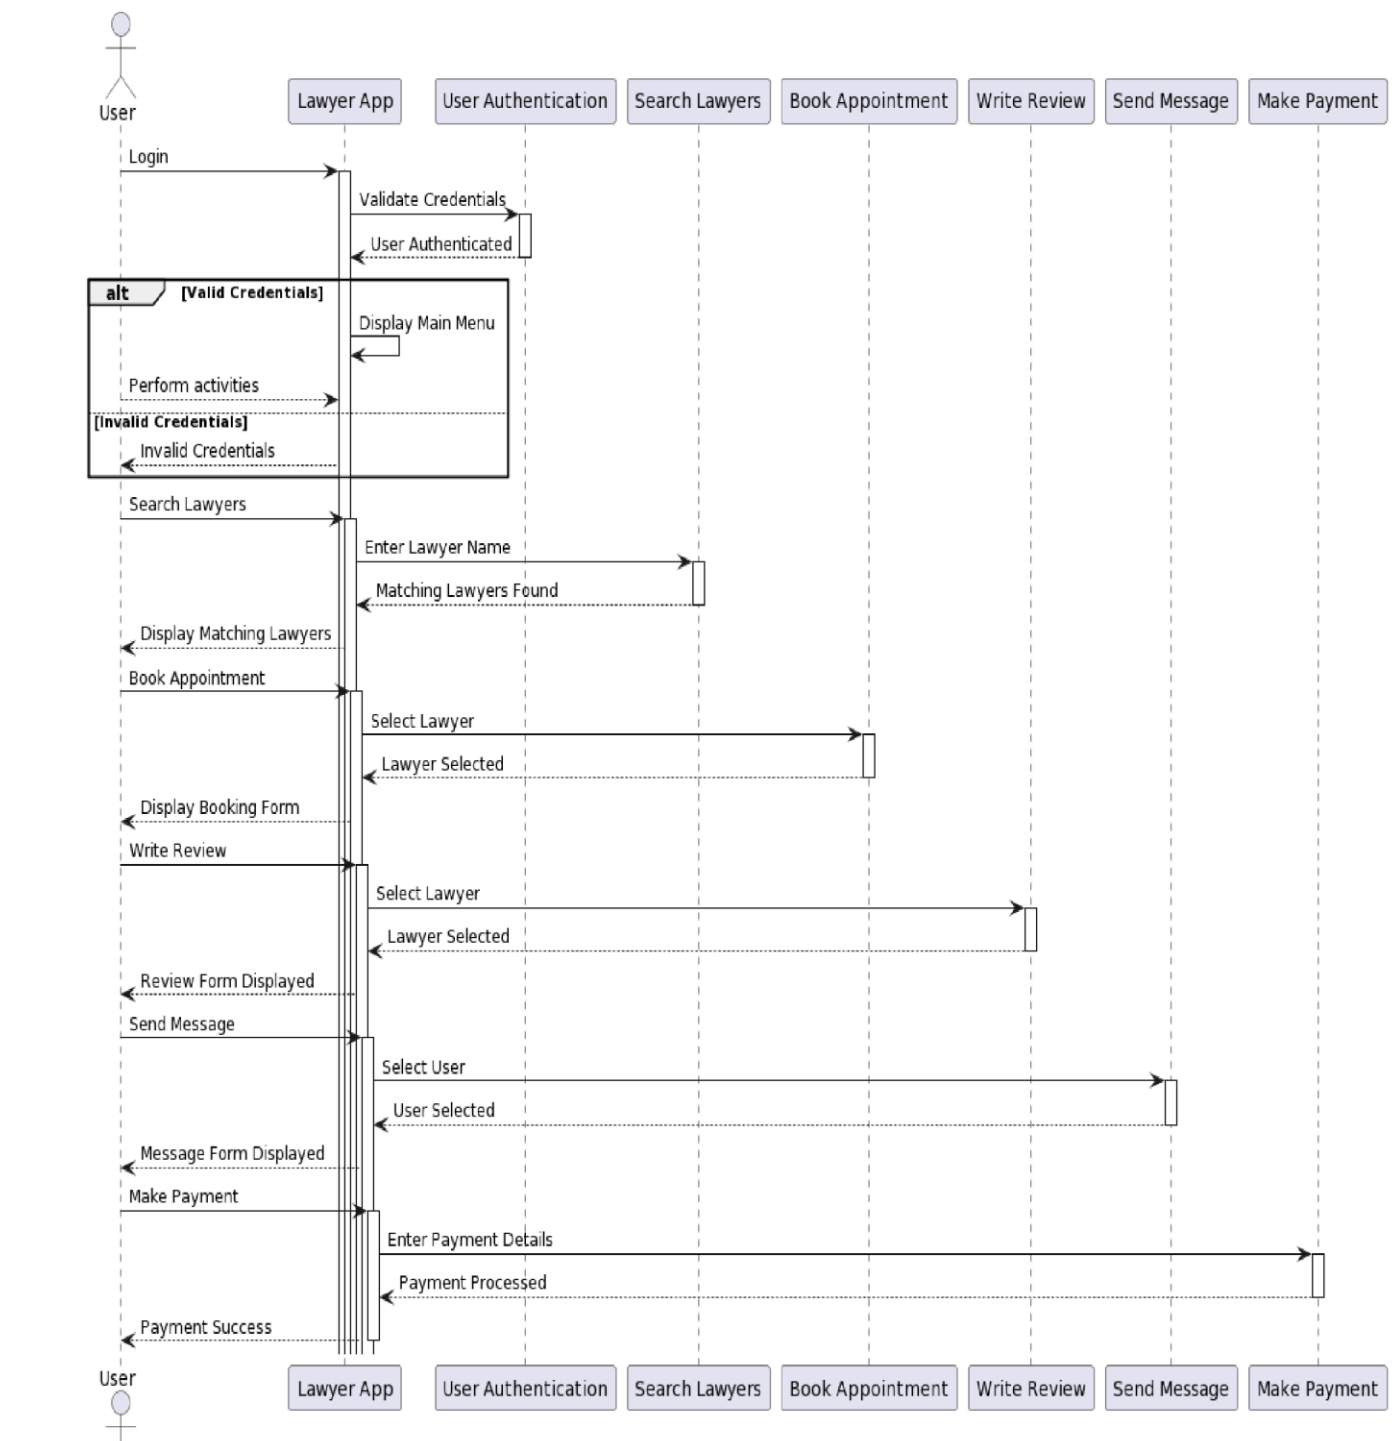 User
Lawyer App
User Authentication
Search Lawyers
Book Appointment
Write Review
Send Message
Make Payment
Login
Validate Credentials
User Authenticated
alt
[Valid Credentials]
Display Main Menu
Perform activities
[Invalid Credentials]
Invalid Credentials
Search Lawyers
Enter Lawyer Name
Matching Lawyers Found
Display Matching Lawyers
Book Appointment
Select Lawyer
Lawyer Selected
Display Booking Form
Write Review
Select Lawyer
Lawyer Selected
Review Form Displayed
Send Message
Select User
User Selected
Message Form Displayed
Make Payment
Enter Payment Details
Payment Processed
Payment Success
User
Lawyer App
User Authentication
Search Lawyers
Book Appointment
Write Review
Send Message
Make Payment